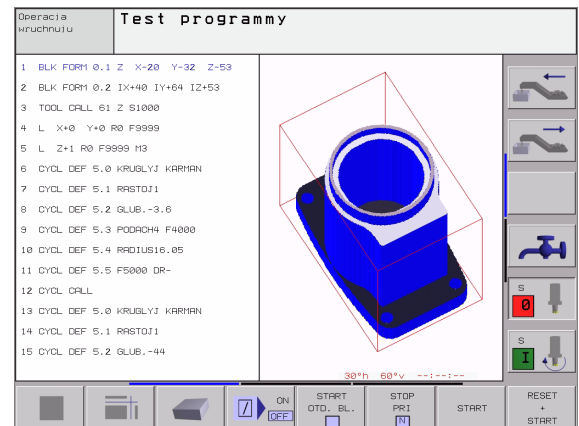 Operacia
wruchnuju
Test programmy
1 BLK FORM 0.1 Z X-20 Y-32 Z-53
2 BLK FORM 0.2 IX+40 IY+64 IZ+53
3 TOOL CALL 61 Z S1000
4 L X+0 Y+0 R0 F9999
5 L Z+1 R0 F9999 M3
6 CYCL DEF 5.0 KRUGLYJ KARMAN
7 CYCL DEF 5.1 RASTOJ1
8 CYCL DEF 5.2 GLUB.-3.6
9 CYCL DEF 5.3 PODACH4 F4000
10 CYCL DEF 5.4 RADIUS16.05
11 CYCL DEF 5.5 F5000 DR-
12 CYCL CALL
13 CYCL DEF 5.0 KRUGLYJ KARMAN
14 CYCL DEF 5.1 RASTOJ1
15 CYCL DEF 5.2 GLUB.-44
30°h 60°v --:--:--
S
0
S
I
/ ON
OFF
START
OTD. BL.
STOP
PRI
N
START
RESET
+
START